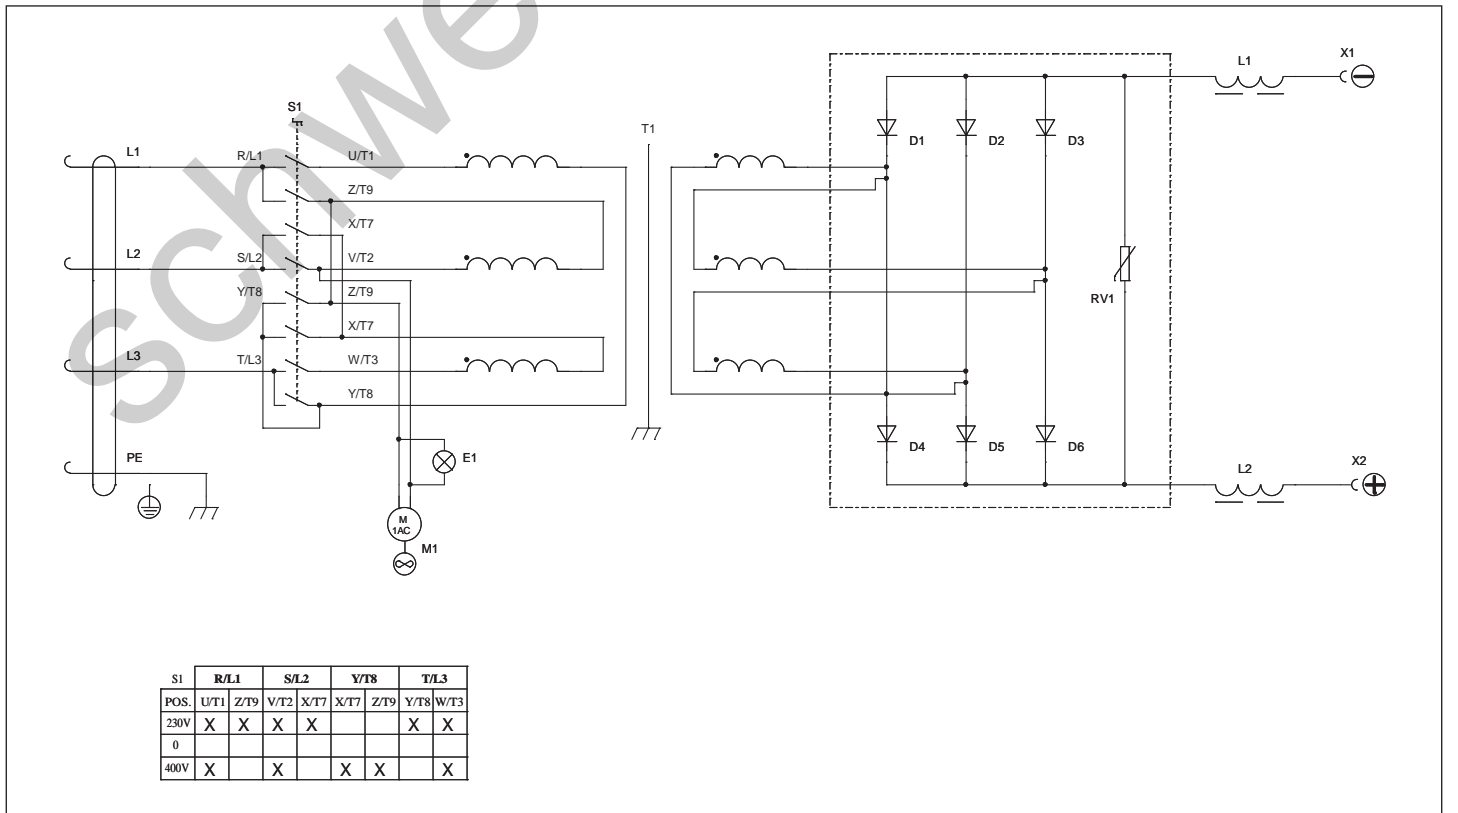 schwe
X1
L1
S1
T1
D1 D2 D3
L1 R/L1 U/T1
Z/T9
X/T7
L2 S/L2 V/T2
Y/T8 Z/T9
RV1
X/T7
L3 T/L3 W/T3
Y/T8
D4 D5 D6
PE E1
X2
L2
M
1AC
M1
S1 R/L1 S/L2 Y/T8 T/L3
POS. U/T1 Z/T9 V/T2 X/T7 X/T7 Z/T9 Y/T8 W/T3
230V X X X X X X
0
400V X X X X X